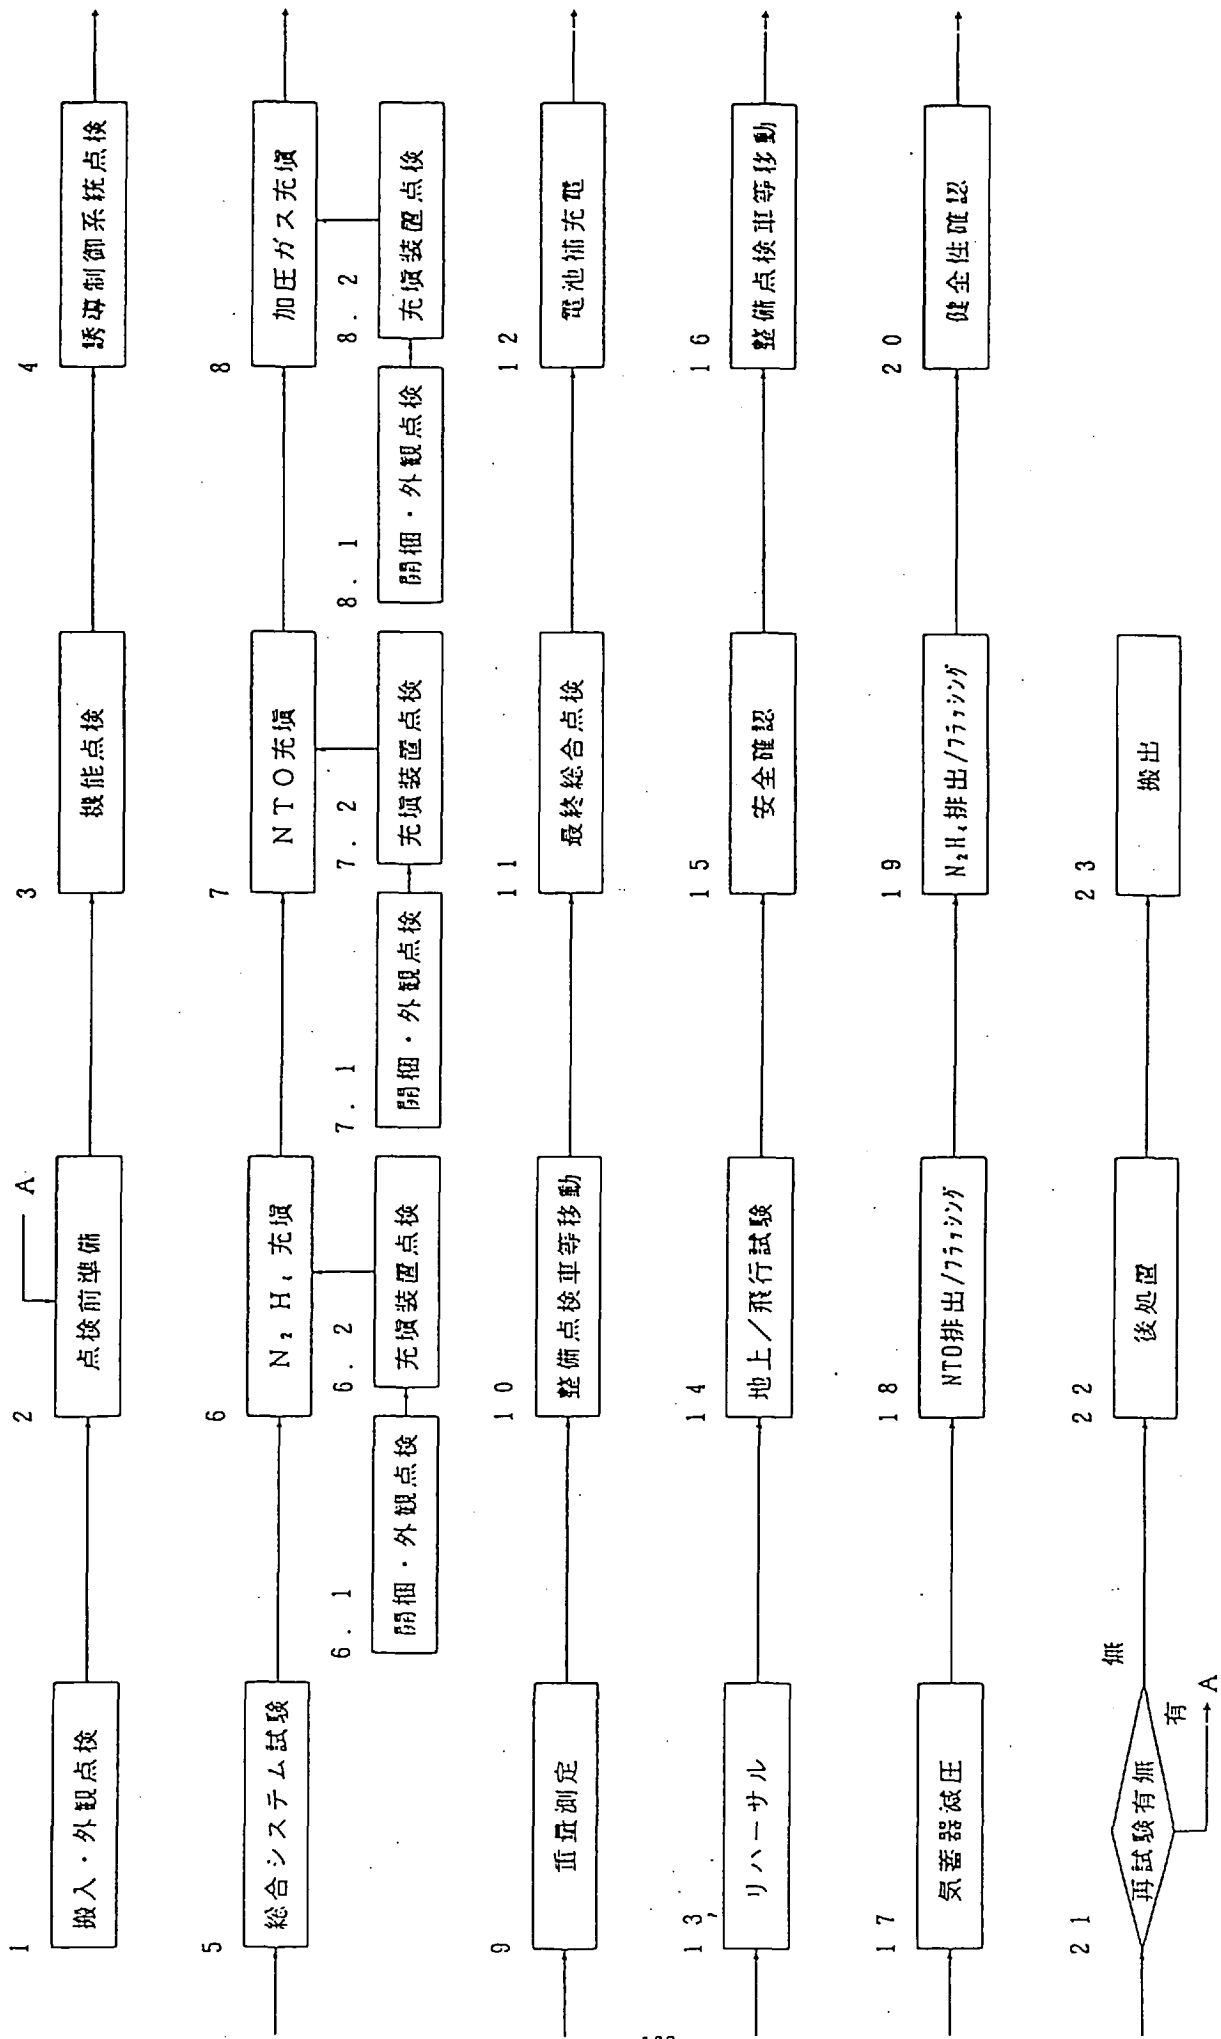 1
搬入・外観点検
2
点検前準備
A
3
機能点検
4
誘導制御系統点検
5
総合システム試験
6
N₂H₄充塡
6.1
開梱・外観点検
6.2
充塡装置点検
7
NTO充塡
7.1
開梱・外観点検
7.2
充塡装置点検
8
加圧ガス充塡
8.1
開梱・外観点検
8.2
充塡装置点検
9
重量測定
10
整備点検車等移動
11
最終総合点検
12
電池補充電
13,
リハーサル
14
地上/飛行試験
15
安全確認
16
整備点検車等移動
17
気蓄器減圧
18
NTO排出/フラッシング
19
N₂H₄排出/フラッシング
20
健全性確認
21
再試験有無
無
有
A
22
後処置
23
搬出